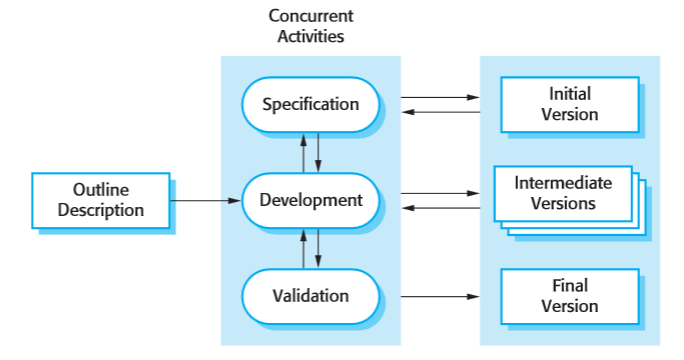 Concurrent
Activities
Specification
Initial
Version
Outline
Description
Development
Intermediate
Versions
Validation
Final
Version